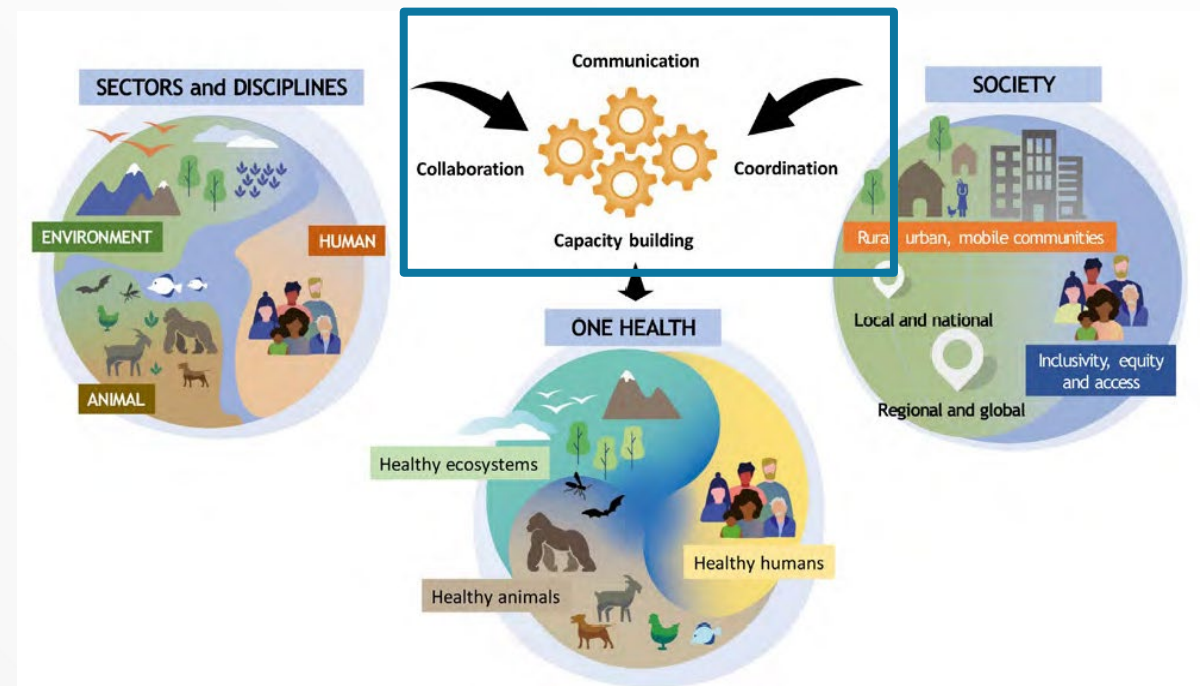 SECTORS and DISCIPLINES
ENVIRONMENT
HUMAN
ANIMAL
Communication
Collaboration
Coordination
Capacity building
SOCIETY
Rural, urban, mobile communities
Local and national
Inclusivity, equity
and access
Regional and global
ONE HEALTH
Healthy ecosystems
Healthy humans
Healthy animals